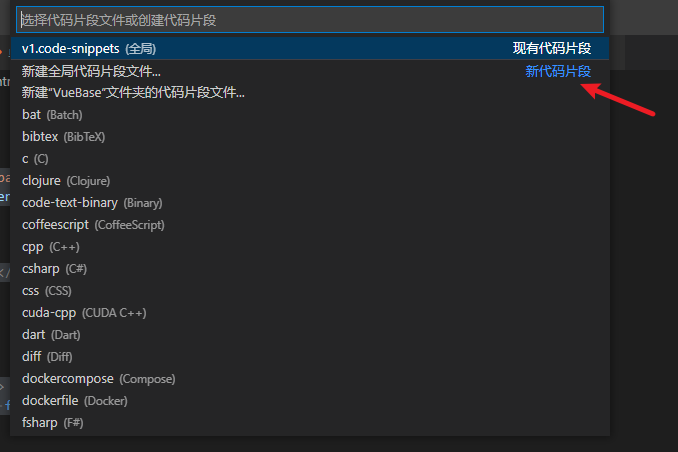 选择代码片段文件或创建代码片段
v1.code-snippets (全局) 现有代码片段
新建全局代码片段文件... 新代码片段
新建“VueBase”文件夹的代码片段文件...
bat (Batch)
bibtex (BibTeX)
c (C)
clojure (Clojure)
code-text-binary (Binary)
coffeescript (CoffeeScript)
cpp (C++)
csharp (C#)
css (CSS)
cuda-cpp (CUDA C++)
dart (Dart)
diff (Diff)
dockercompose (Compose)
dockerfile (Docker)
fsharp (F#)